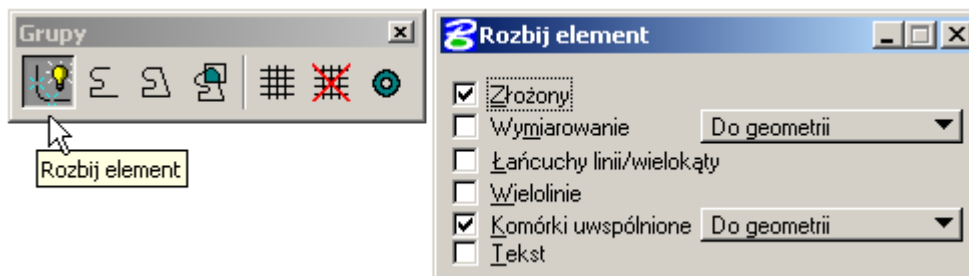 Grupy
Rozbij element
Rozbij element
Złożony
Wymiarowanie Do geometrii
Łańcuchy linii/wielokąty
Wielolinie
Komórki uwspólnione Do geometrii
Tekst